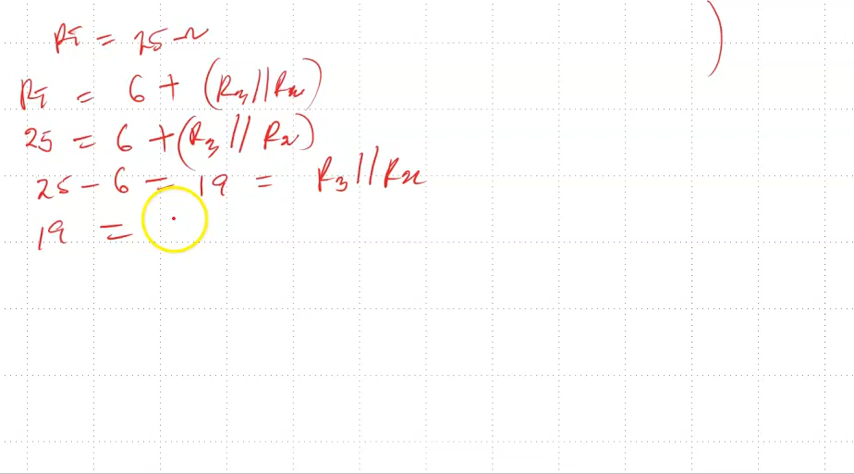 RT = 25 Ω
RT = 6 + (R3//Rx)
25 = 6 + (R3 // Rx)
25 - 6 = 19 = R3//Rx
19 =
)